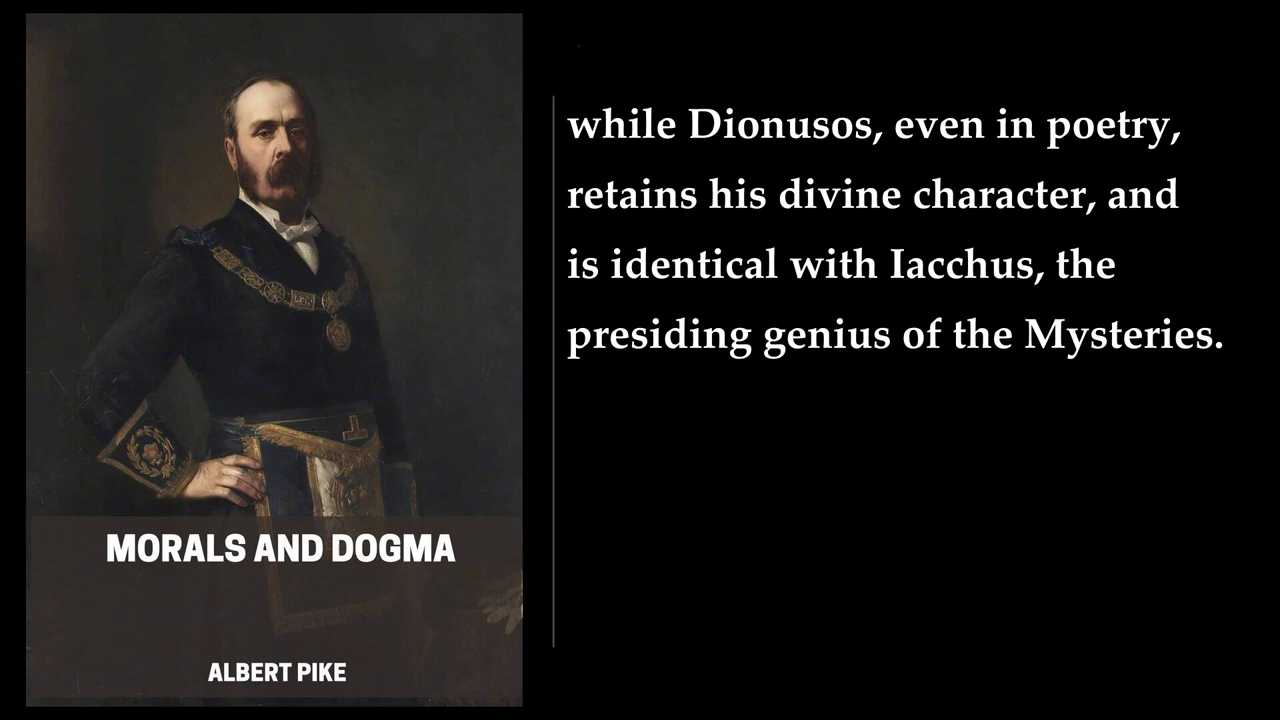 MORALS AND DOGMA
ALBERT PIKE
while Dionusos, even in poetry,
retains his divine character, and
is identical with Iacchus, the
presiding genius of the Mysteries.